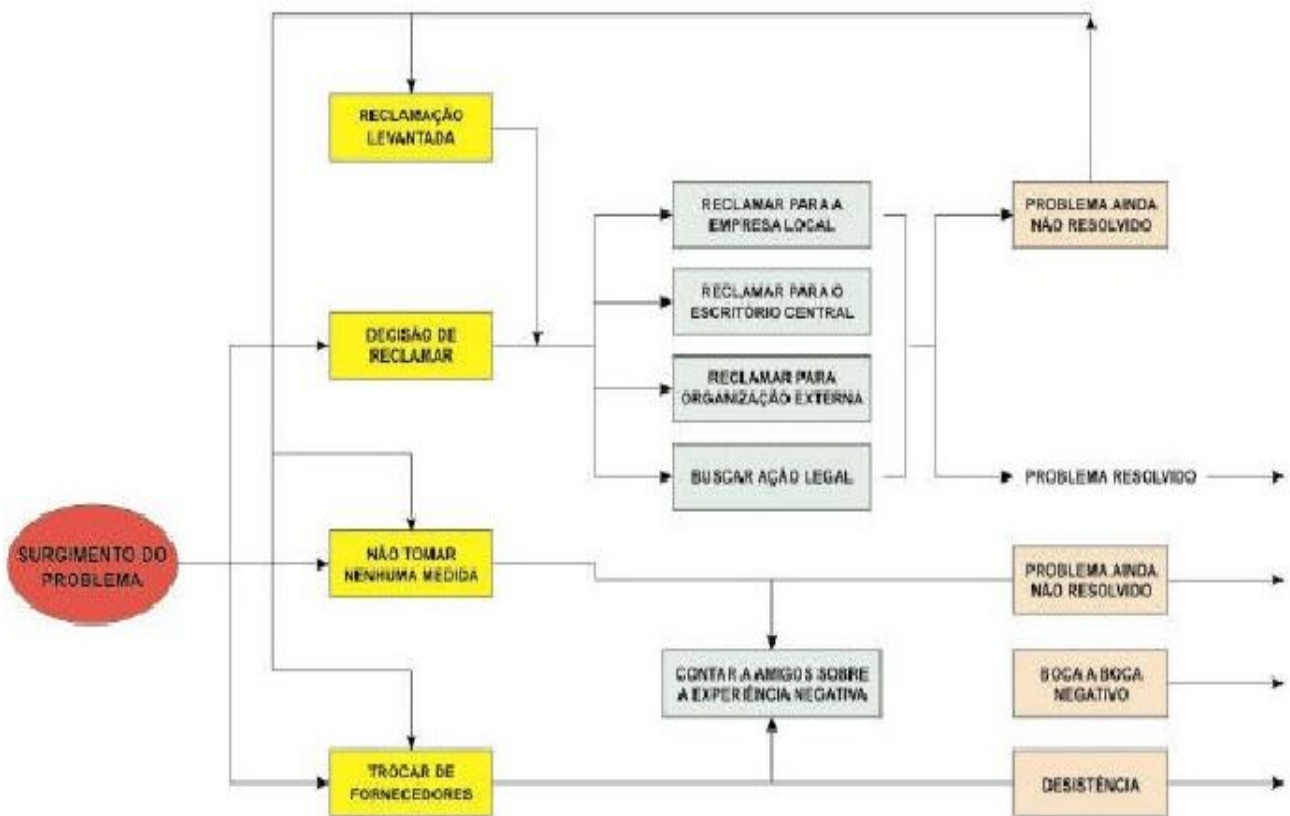 RECLAMAÇÃO
LEVANTADA
RECLAMAR PARA A
EMPRESA LOCAL
PROBLEMA AINDA
NÃO RESOLVIDO
RECLAMAR PARA O
ESCRITÓRIO CENTRAL
DECISÃO DE
RECLAMAR
RECLAMAR PARA
ORGANIZAÇÃO EXTERNA
BUSCAR AÇÃO LEGAL
PROBLEMA RESOLVIDO
SURGIMENTO DO
PROBLEMA
NÃO TOMAR
NENHUMA MEDIDA
PROBLEMA AINDA
NÃO RESOLVIDO
CONTAR A AMIGOS SOBRE
A EXPERIÊNCIA NEGATIVA
BOCA A BOCA
NEGATIVO
TROCAR DE
FORNECEDORES
DESISTÊNCIA